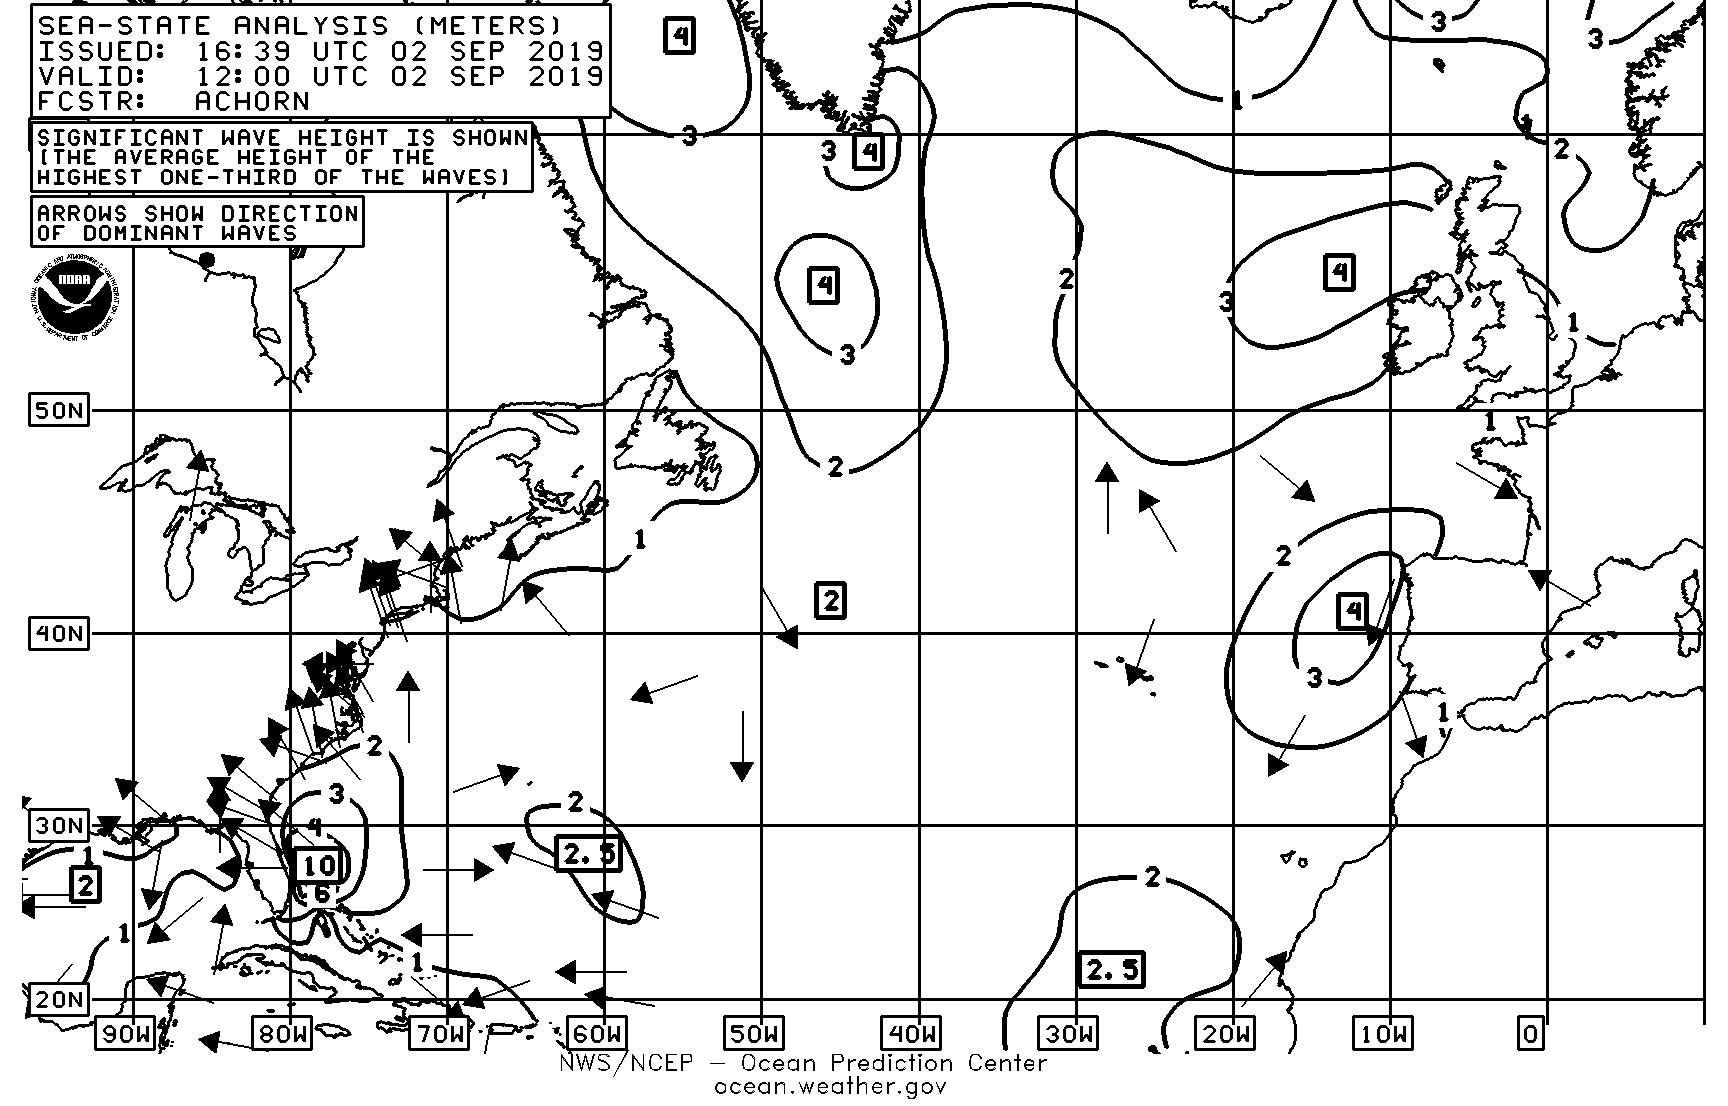 SEA-STATE ANALYSIS (METERS)
ISSUED: 16:39 UTC 02 SEP 2019
VALID: 12:00 UTC 02 SEP 2019
FCSTR: ACHORN
SIGNIFICANT WAVE HEIGHT IS SHOWN
(THE AVERAGE HEIGHT OF THE
HIGHEST ONE-THIRD OF THE WAVES)
ARROWS SHOW DIRECTION
OF DOMINANT WAVES
NOAA
4
3
3
3
1
3
4
2
4
2
4
3
1
3
50N
1
2
1
2
2
4
40N
3
1
2
3
2
30N
4
1
10
2.5
2
6
2
1
1
2.5
20N
90W 80W 70W 60W 50W 40W 30W 20W 10W 0
NWS/NCEP – Ocean Prediction Center
ocean.weather.gov